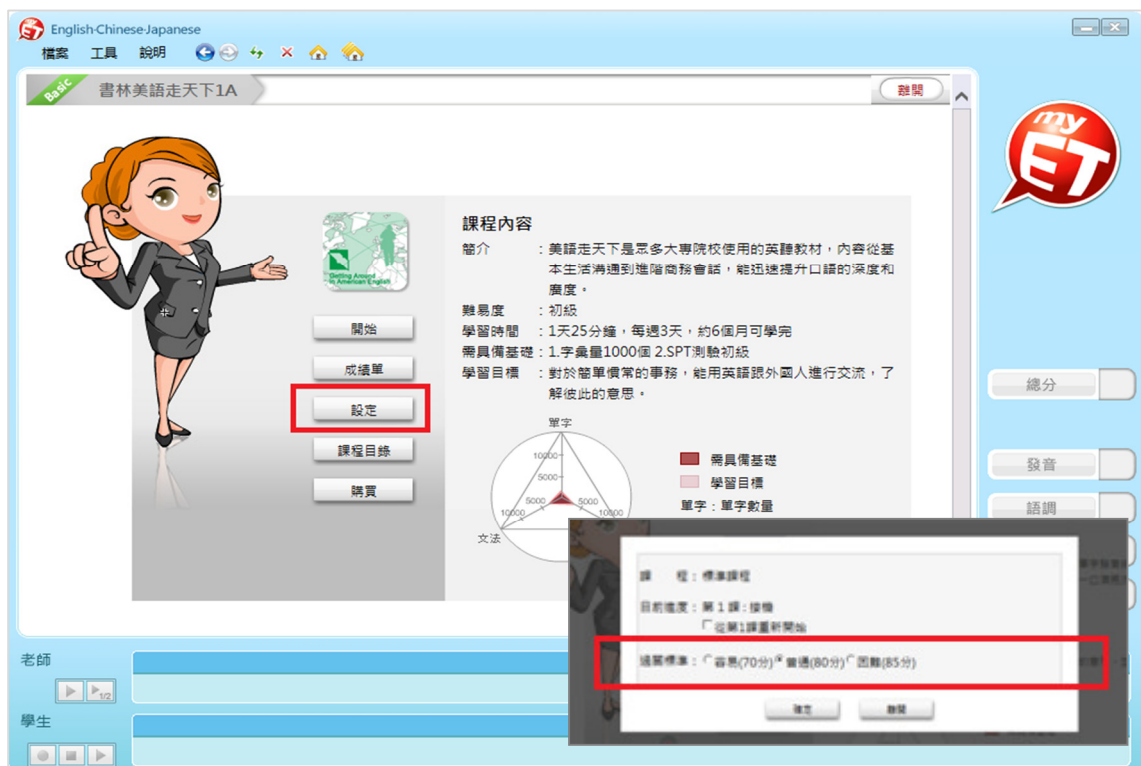 English-Chinese-Japanese
檔案 工具 說明
Basic
書林美語走天下1A
離開
my
ET
Getting Around
in American English
開始
成績單
設定
課程目錄
購買
課程內容
簡介 :美語走天下是眾多大專院校使用的英聽教材,內容從基
本生活溝通到進階商務會話,能迅速提升口語的深度和
廣度。
難易度 :初級
學習時間 :1天25分鐘,每週3天,約6個月可學完
需具備基礎:1.字彙量1000個 2.SPT測驗初級
學習目標 :對於簡單慣常的事務,能用英語跟外國人進行交流,了
解彼此的意思。
單字
10000
5000
5000
5000
10000
10000
文法
需具備基礎
學習目標
單字:單字數量
總分
發音
語調
課 程:標準課程
目前進度:第1課:接機
從第1課重新開始
過關標準: 容易(70分) 普通(80分) 困難(85分)
確定 離開
老師
1/2
學生